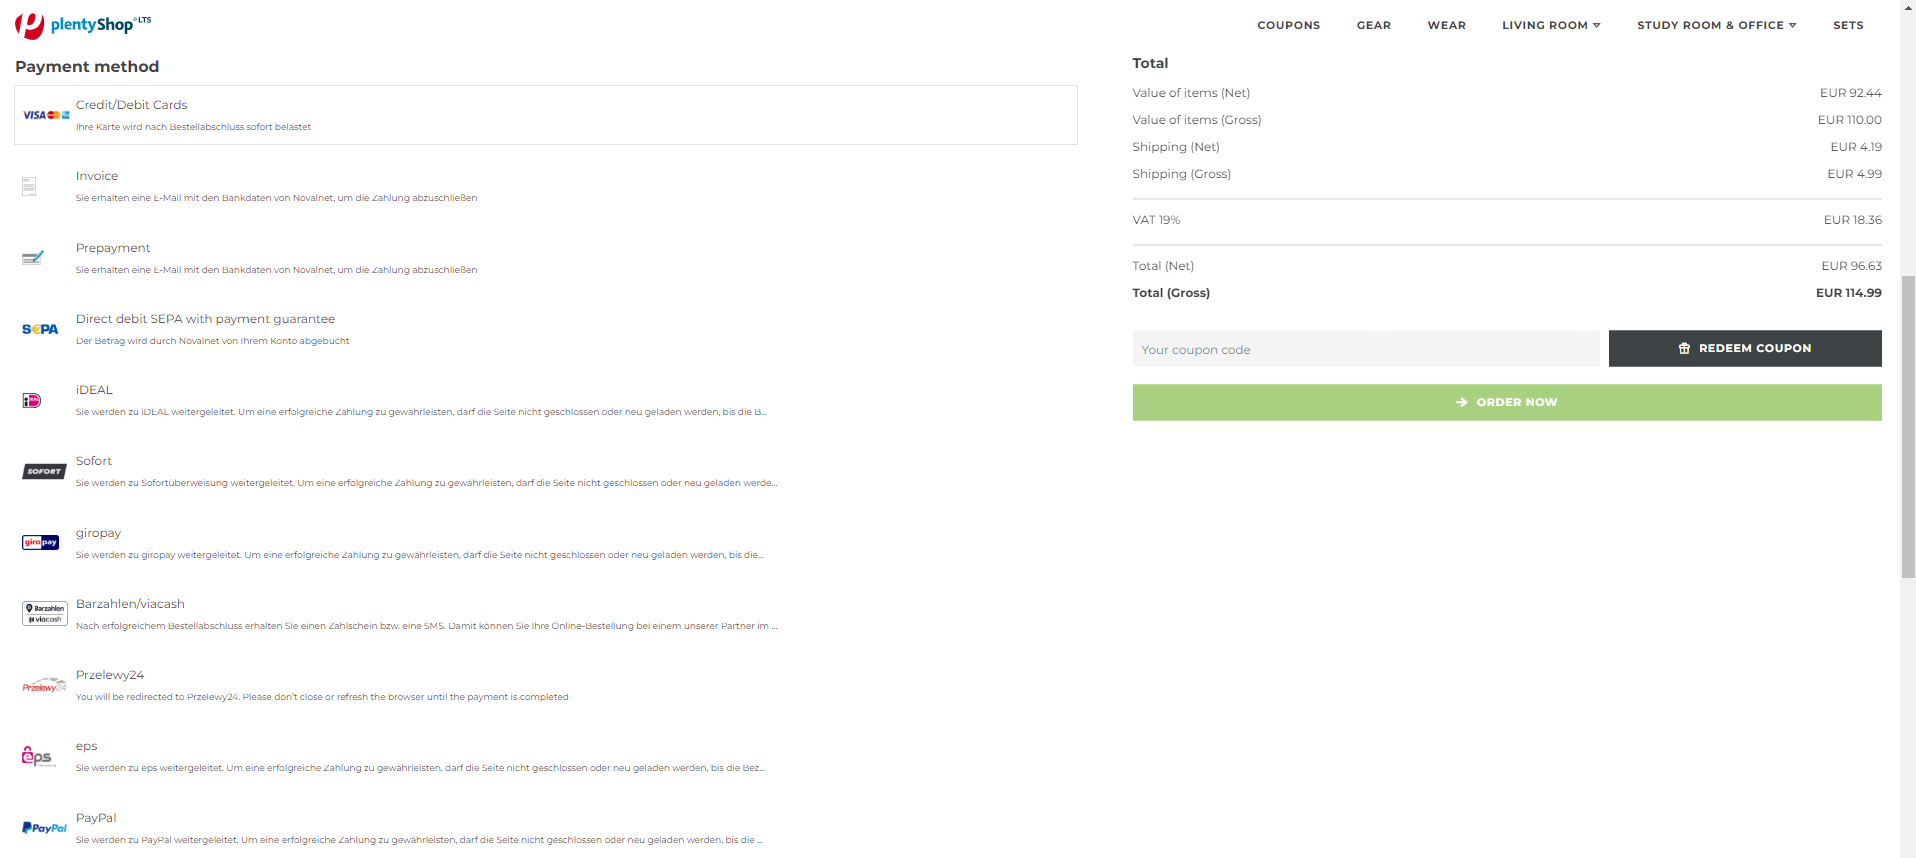 plentyShop LTS
COUPONS GEAR WEAR LIVING ROOM STUDY ROOM & OFFICE SETS
Payment method
VISA
Credit/Debit Cards
Ihre Karte wird nach Bestellabschluss sofort belastet
Invoice
Sie erhalten eine E-Mail mit den Bankdaten von Novalnet, um die Zahlung abzuschließen
Prepayment
Sie erhalten eine E-Mail mit den Bankdaten von Novalnet, um die Zahlung abzuschließen
S€PA
Direct debit SEPA with payment guarantee
Der Betrag wird durch Novalnet von Ihrem Konto abgebucht
iDEAL
Sie werden zu iDEAL weitergeleitet. Um eine erfolgreiche Zahlung zu gewährleisten, darf die Seite nicht geschlossen oder neu geladen werden, bis die B...
SOFORT
Sofort
Sie werden zu Sofortüberweisung weitergeleitet. Um eine erfolgreiche Zahlung zu gewährleisten, darf die Seite nicht geschlossen oder neu geladen werde...
giropay
giropay
Sie werden zu giropay weitergeleitet. Um eine erfolgreiche Zahlung zu gewährleisten, darf die Seite nicht geschlossen oder neu geladen werden, bis die...
Barzahlen
viacash
Barzahlen/viacash
Nach erfolgreichem Bestellabschluss erhalten Sie einen Zahlschein bzw. eine SMS. Damit können Sie Ihre Online-Bestellung bei einem unserer Partner im ...
Przelewy24
Przelewy24
You will be redirected to Przelewy24. Please don't close or refresh the browser until the payment is completed
eps
eps
Sie werden zu eps weitergeleitet. Um eine erfolgreiche Zahlung zu gewährleisten, darf die Seite nicht geschlossen oder neu geladen werden, bis die Bez...
PayPal
PayPal
Sie werden zu PayPal weitergeleitet. Um eine erfolgreiche Zahlung zu gewährleisten, darf die Seite nicht geschlossen oder neu geladen werden, bis die ...
Total
Value of items (Net) EUR 92.44
Value of items (Gross) EUR 110.00
Shipping (Net) EUR 4.19
Shipping (Gross) EUR 4.99
VAT 19% EUR 18.36
Total (Net) EUR 96.63
Total (Gross) EUR 114.99
Your coupon code
REDEEM COUPON
ORDER NOW